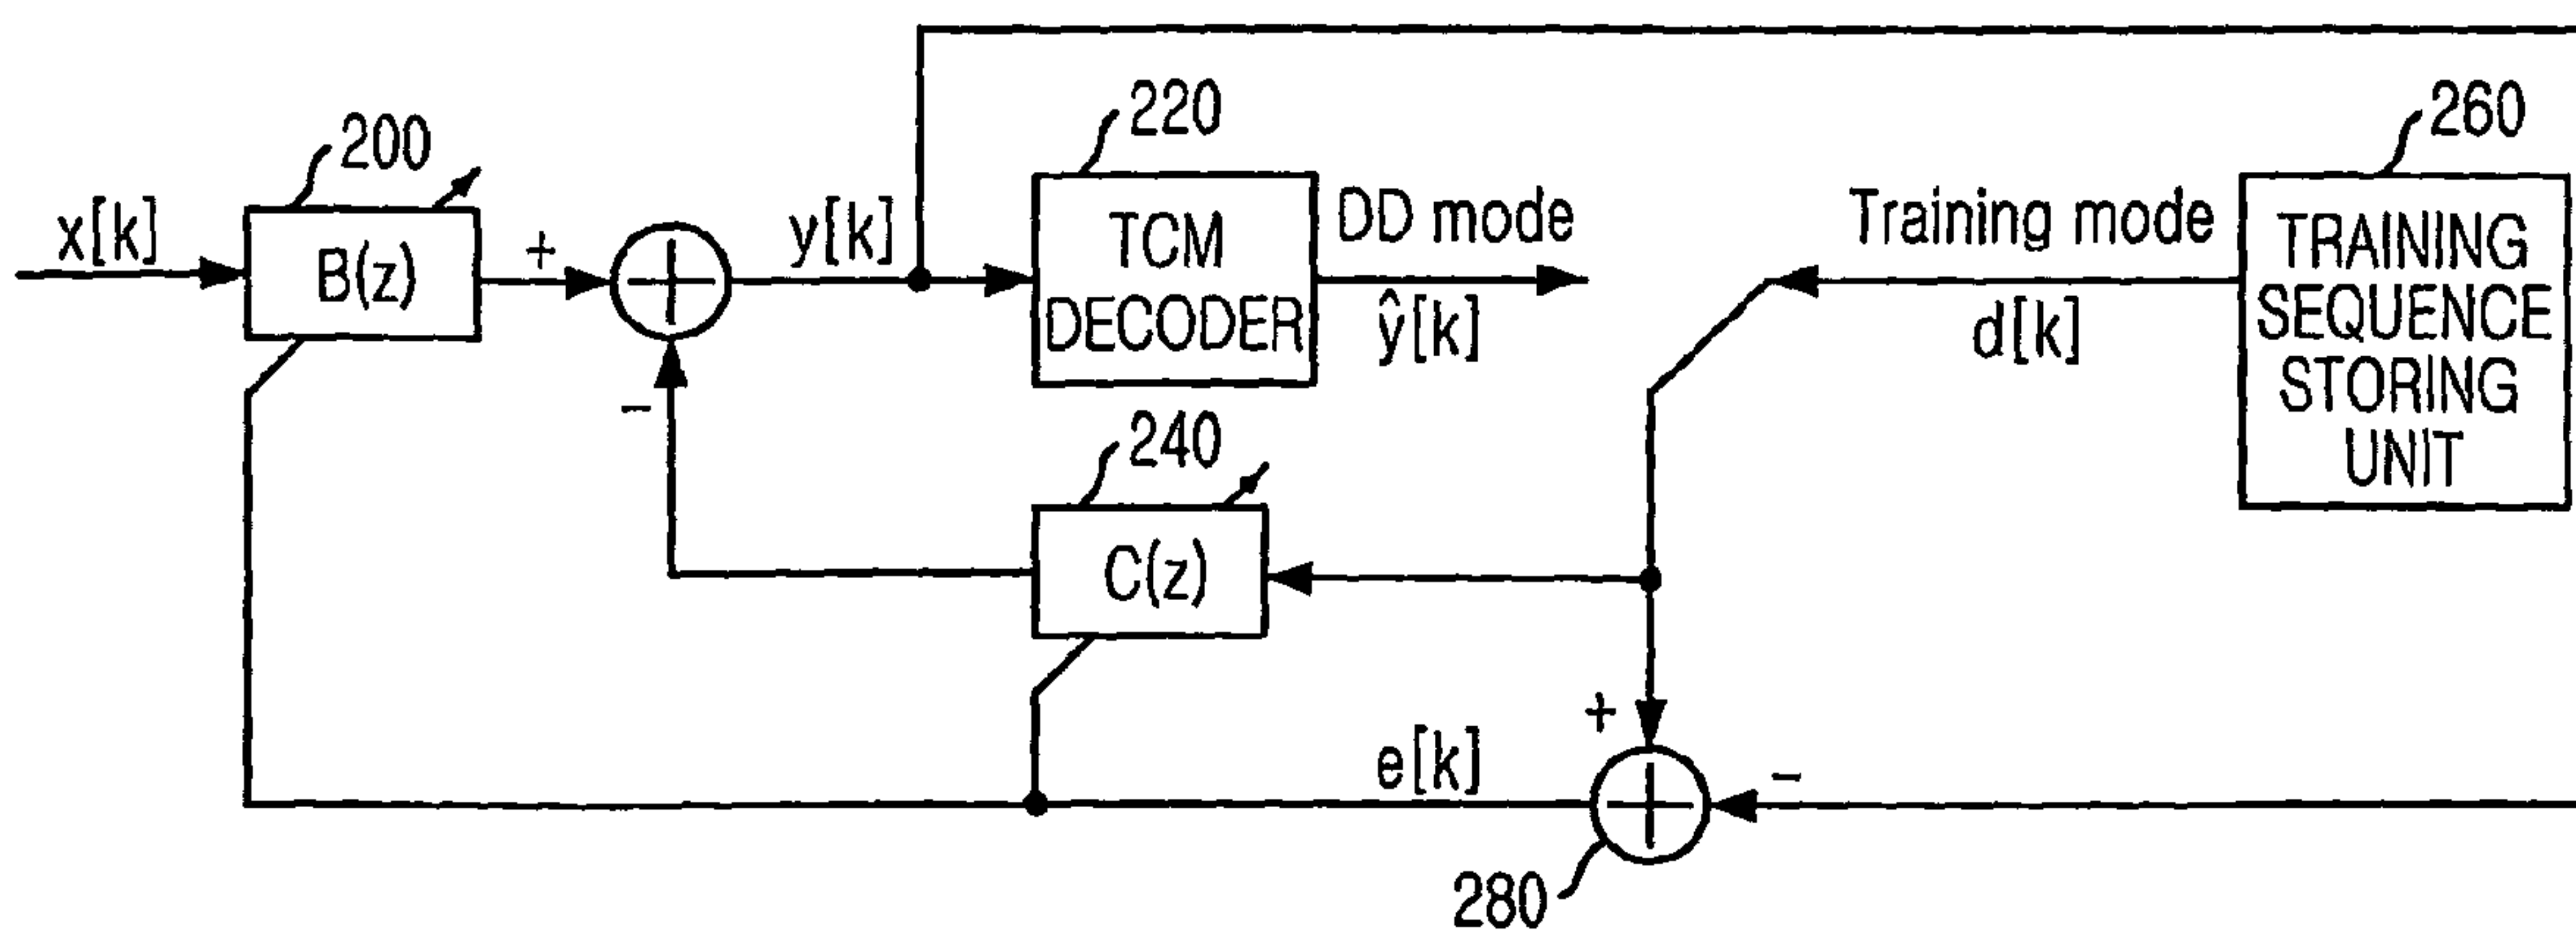 200
x[k]
B(z)
+
-
y[k]
220
TCM
DECODER
DD mode
ŷ[k]
Training mode
d[k]
260
TRAINING
SEQUENCE
STORING
UNIT
240
C(z)
+
-
e[k]
280